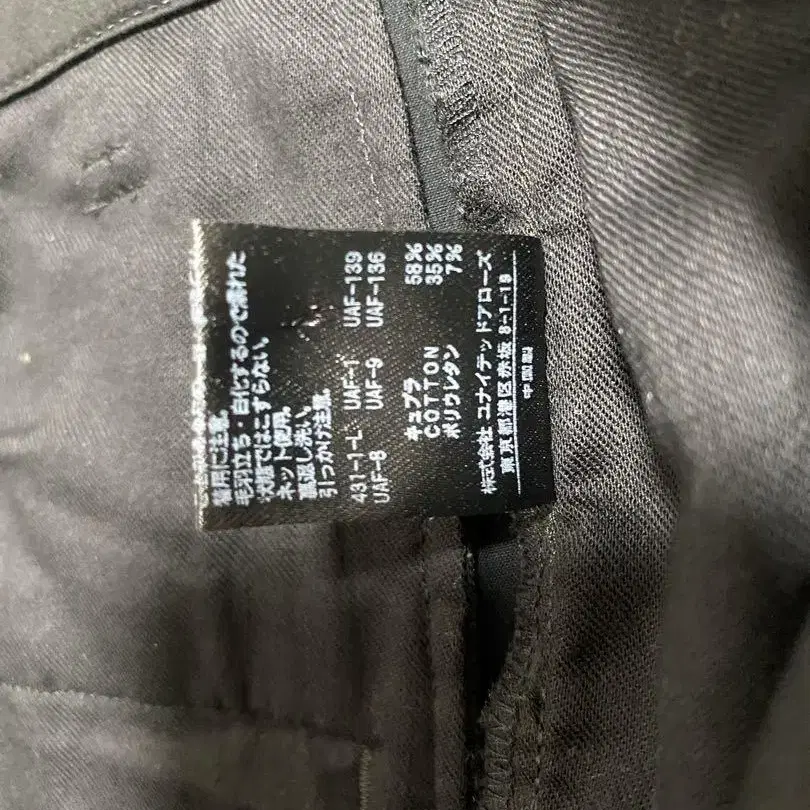 着用に注意。
毛羽立ち・白化するので濡れた
状態ではこすらない。
ネット使用。
裏返し洗い。
引っかけ注意。
431-1-L UAF-1 UAF-139
UAF-8 UAF-9 UAF-136
キュプラ 58%
COTTON 35%
ポリウレタン 7%
株式会社 ユナイテッドアローズ
東京都港区赤坂 8-1-19
中国製